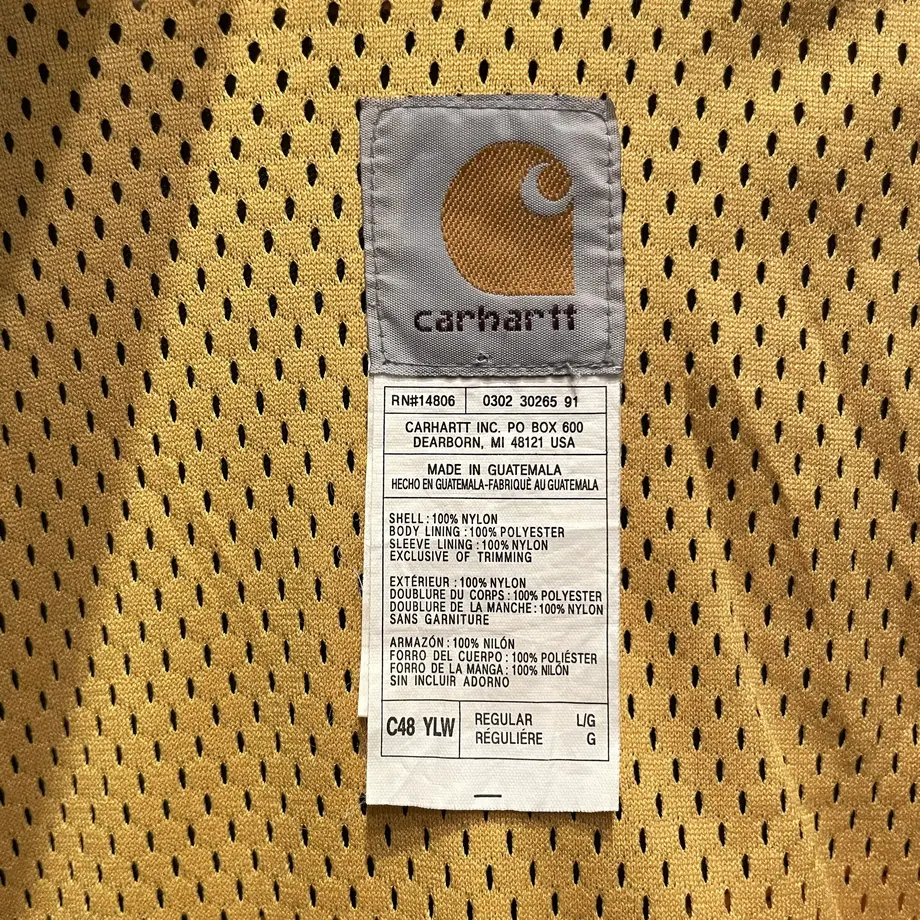 carhartt
RN#14806 0302 30265 91
CARHARTT INC. PO BOX 600
DEARBORN, MI 48121 USA
MADE IN GUATEMALA
HECHO EN GUATEMALA-FABRIQUÈ AU GUATEMALA
SHELL : 100% NYLON
BODY LINING : 100% POLYESTER
SLEEVE LINING : 100% NYLON
EXCLUSIVE OF TRIMMING
EXTÉRIEUR : 100% NYLON
DOUBLURE DU CORPS : 100% POLYESTER
DOUBLURE DE LA MANCHE : 100% NYLON
SANS GARNITURE
ARMAZÓN : 100% NILÓN
FORRO DEL CUERPO : 100% POLIÉSTER
FORRO DE LA MANGA : 100% NILÓN
SIN INCLUIR ADORNO
C48 YLW
REGULAR L/G
RÉGULIÉRE G